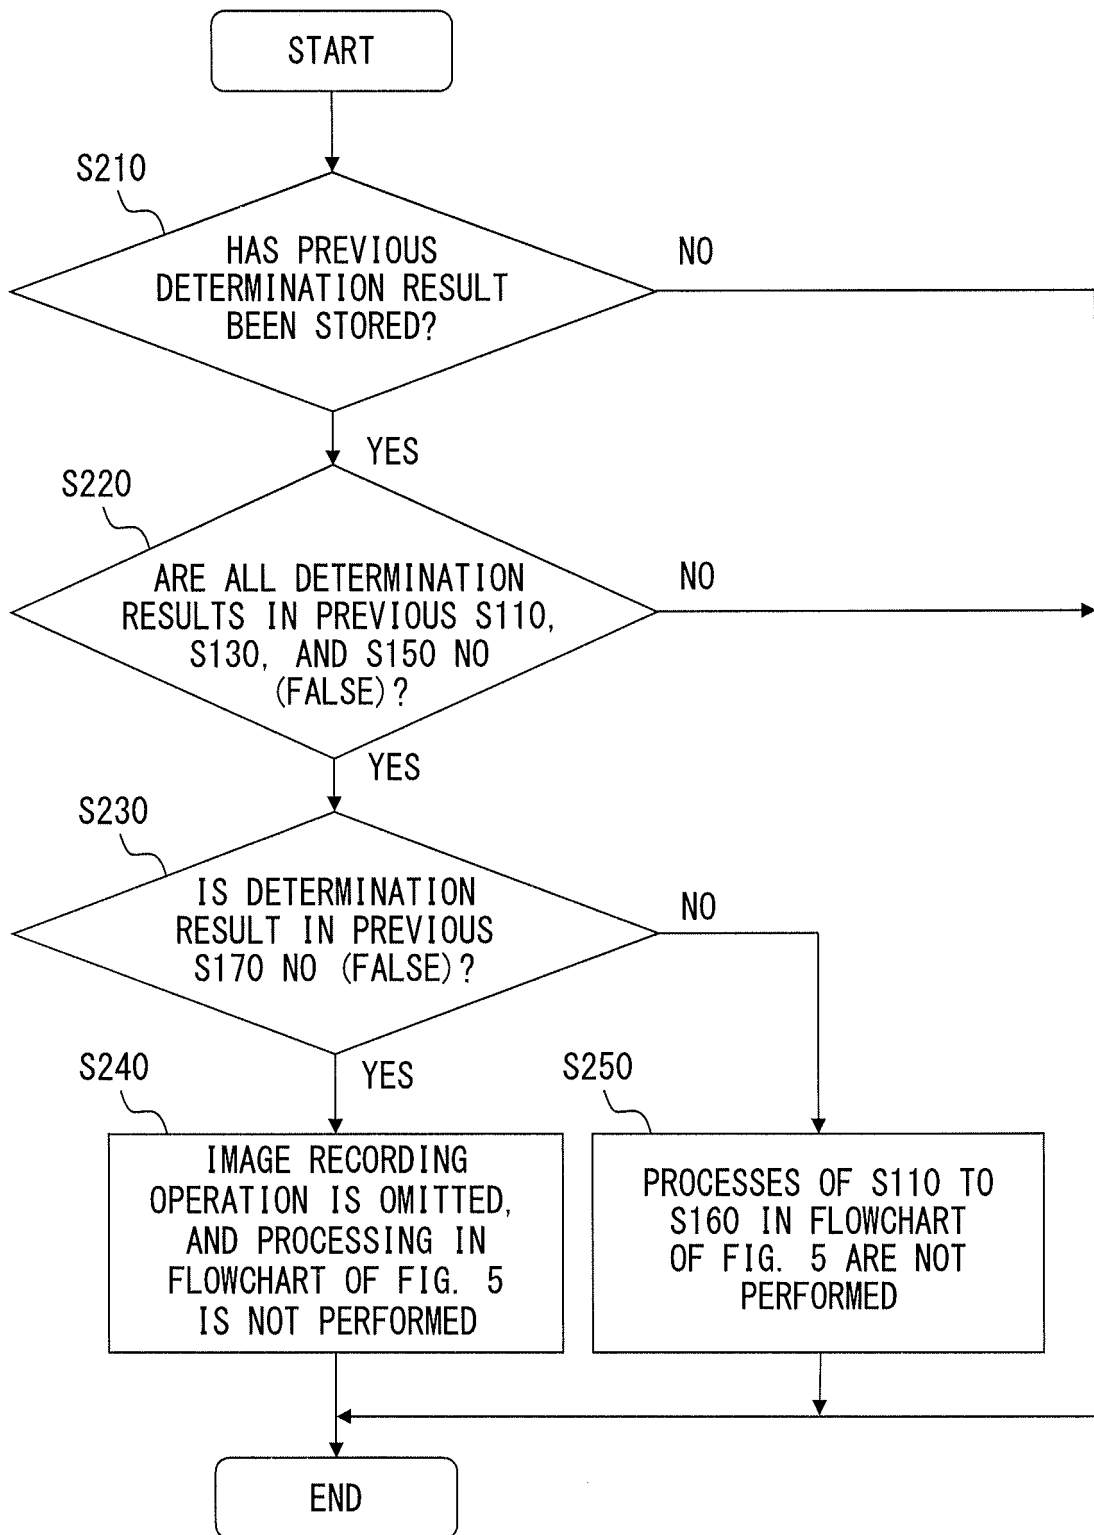 START
S210
HAS PREVIOUS
DETERMINATION RESULT
BEEN STORED?
NO
YES
S220
ARE ALL DETERMINATION
RESULTS IN PREVIOUS S110,
S130, AND S150 NO
(FALSE)?
NO
YES
S230
IS DETERMINATION
RESULT IN PREVIOUS
S170 NO (FALSE)?
NO
YES
S240
IMAGE RECORDING
OPERATION IS OMITTED,
AND PROCESSING IN
FLOWCHART OF FIG. 5
IS NOT PERFORMED
S250
PROCESSES OF S110 TO
S160 IN FLOWCHART
OF FIG. 5 ARE NOT
PERFORMED
END